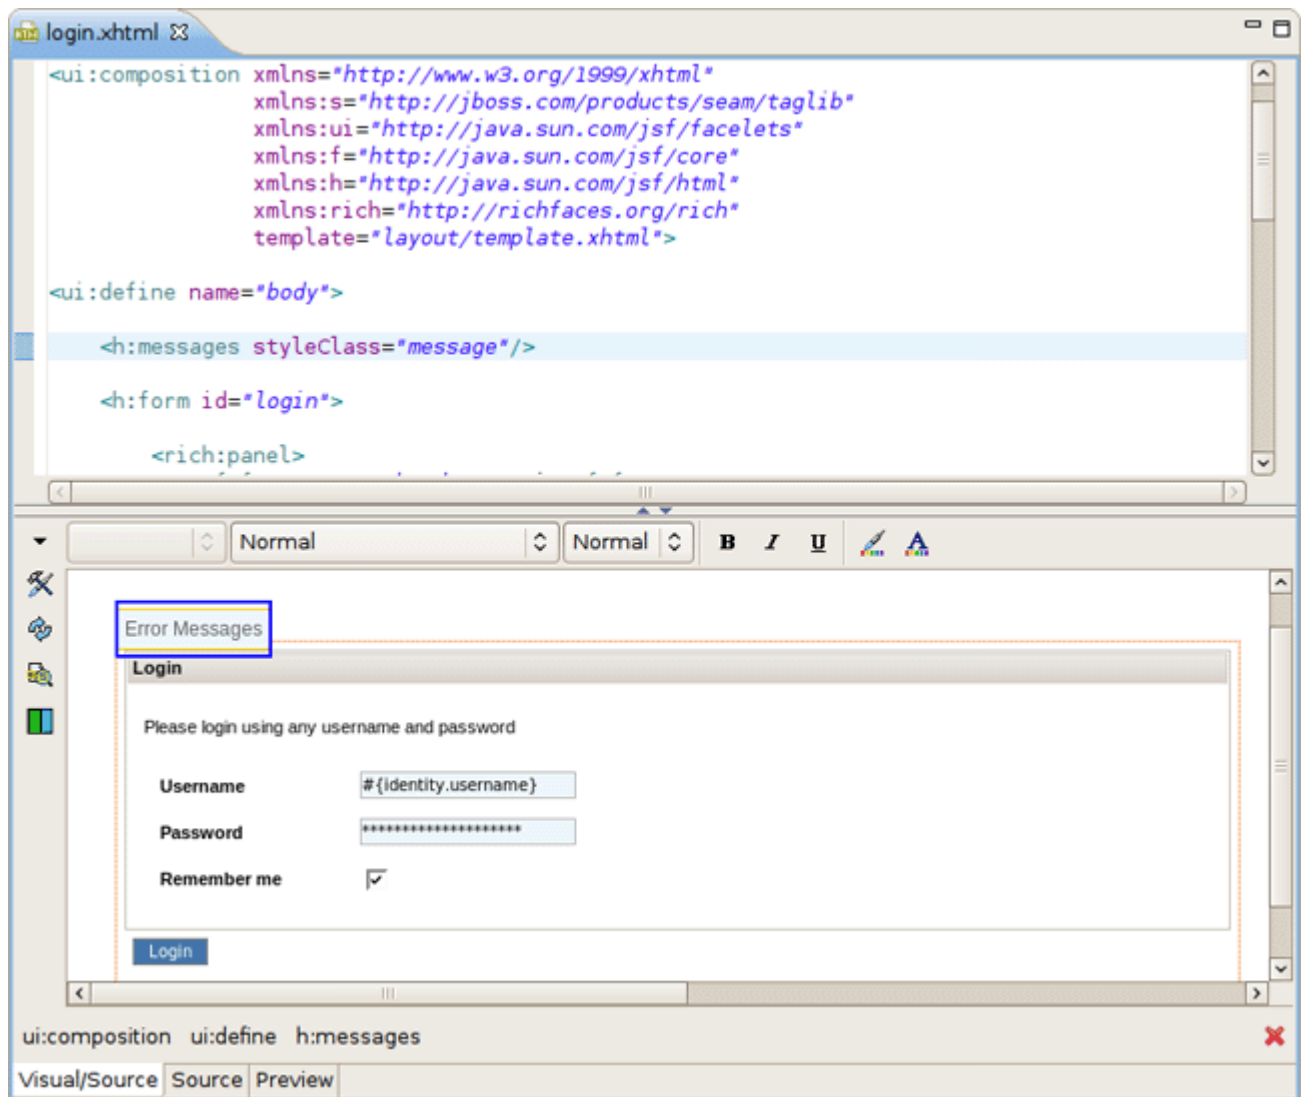 login.xhtml
<ui:composition xmlns="http://www.w3.org/1999/xhtml"
xmlns:s="http://jboss.com/products/seam/taglib"
xmlns:ui="http://java.sun.com/jsf/facelets"
xmlns:f="http://java.sun.com/jsf/core"
xmlns:h="http://java.sun.com/jsf/html"
xmlns:rich="http://richfaces.org/rich"
template="layout/template.xhtml">
<ui:define name="body">
<h:messages styleClass="message"/>
<h:form id="login">
<rich:panel>
Normal Normal B I U A
Error Messages
Login
Please login using any username and password
Username #{identity.username}
Password ********************
Remember me
Login
ui:composition ui:define h:messages
Visual/Source Source Preview